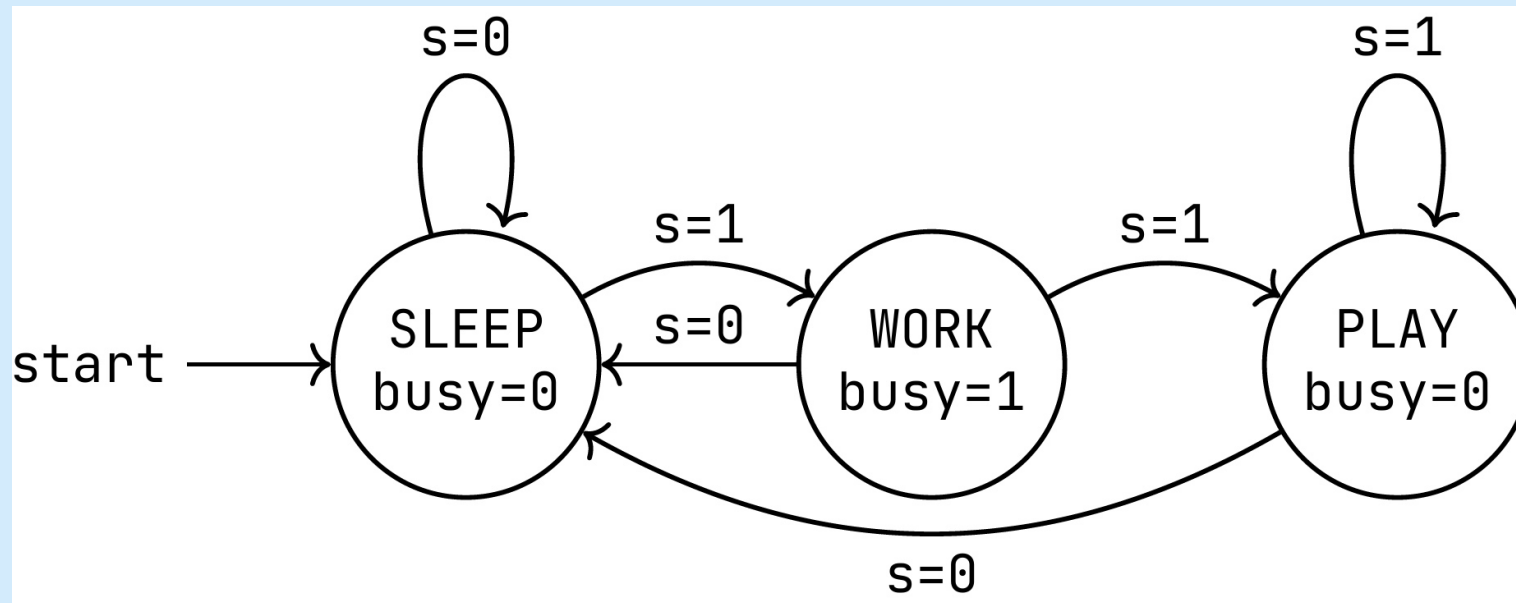 s=0
s=1
s=1
s=1
s=0
start
SLEEP
busy=0
WORK
busy=1
PLAY
busy=0
s=0